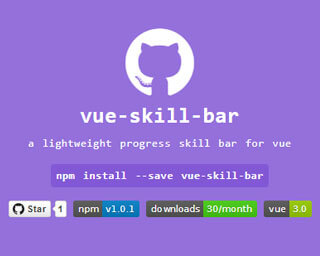 vue-skill-bar
a lightweight progress skill bar for vue
npm install --save vue-skill-bar
Star 1 npm v1.0.1 downloads 30/month vue 3.0